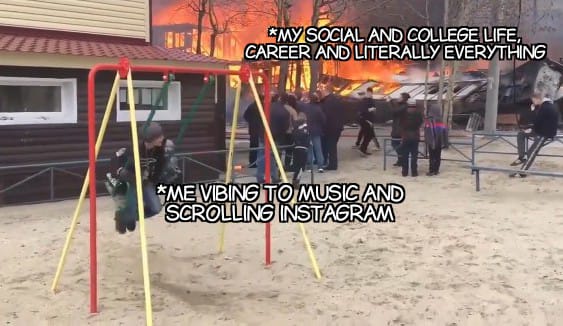 *MY SOCIAL AND COLLEGE LIFE,
CAREER AND LITERALLY EVERYTHING
*ME VIBING TO MUSIC AND
SCROLLING INSTAGRAM